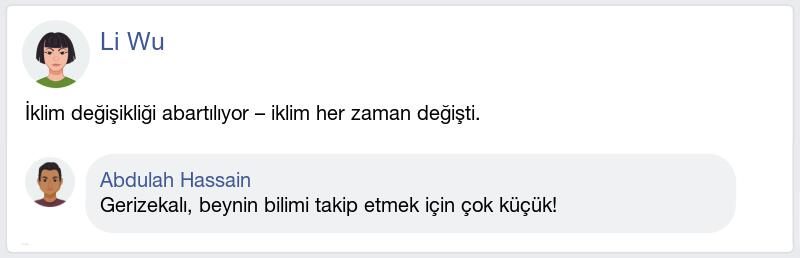 Li Wu
İklim değişikliği abartılıyor – iklim her zaman değişti.
Abdulah Hassain
Gerizekalı, beynin bilimi takip etmek için çok küçük!